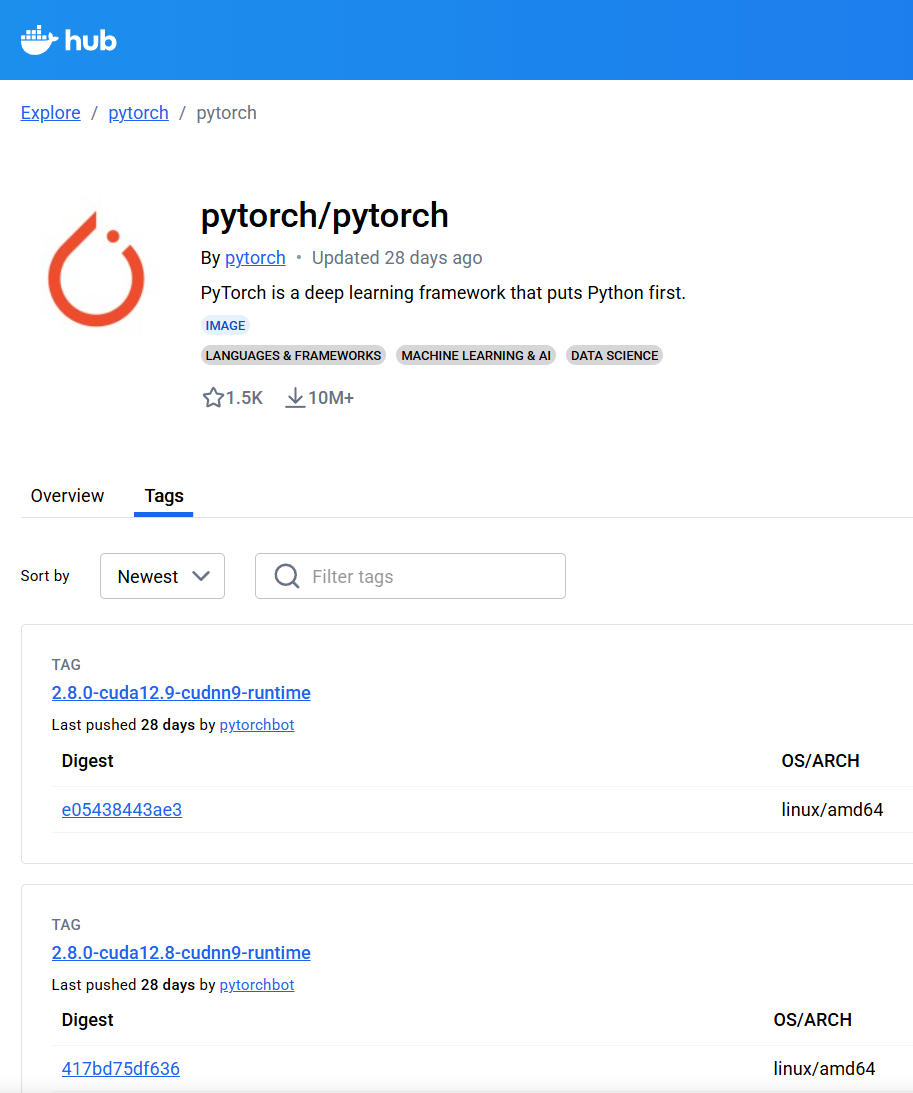 hub
Explore / pytorch / pytorch
pytorch/pytorch
By pytorch • Updated 28 days ago
PyTorch is a deep learning framework that puts Python first.
IMAGE
LANGUAGES & FRAMEWORKS MACHINE LEARNING & AI DATA SCIENCE
1.5K 10M+
Overview Tags
Sort by Newest Filter tags
TAG
2.8.0-cuda12.9-cudnn9-runtime
Last pushed 28 days by pytorchbot
Digest OS/ARCH
e05438443ae3 linux/amd64
TAG
2.8.0-cuda12.8-cudnn9-runtime
Last pushed 28 days by pytorchbot
Digest OS/ARCH
417bd75df636 linux/amd64